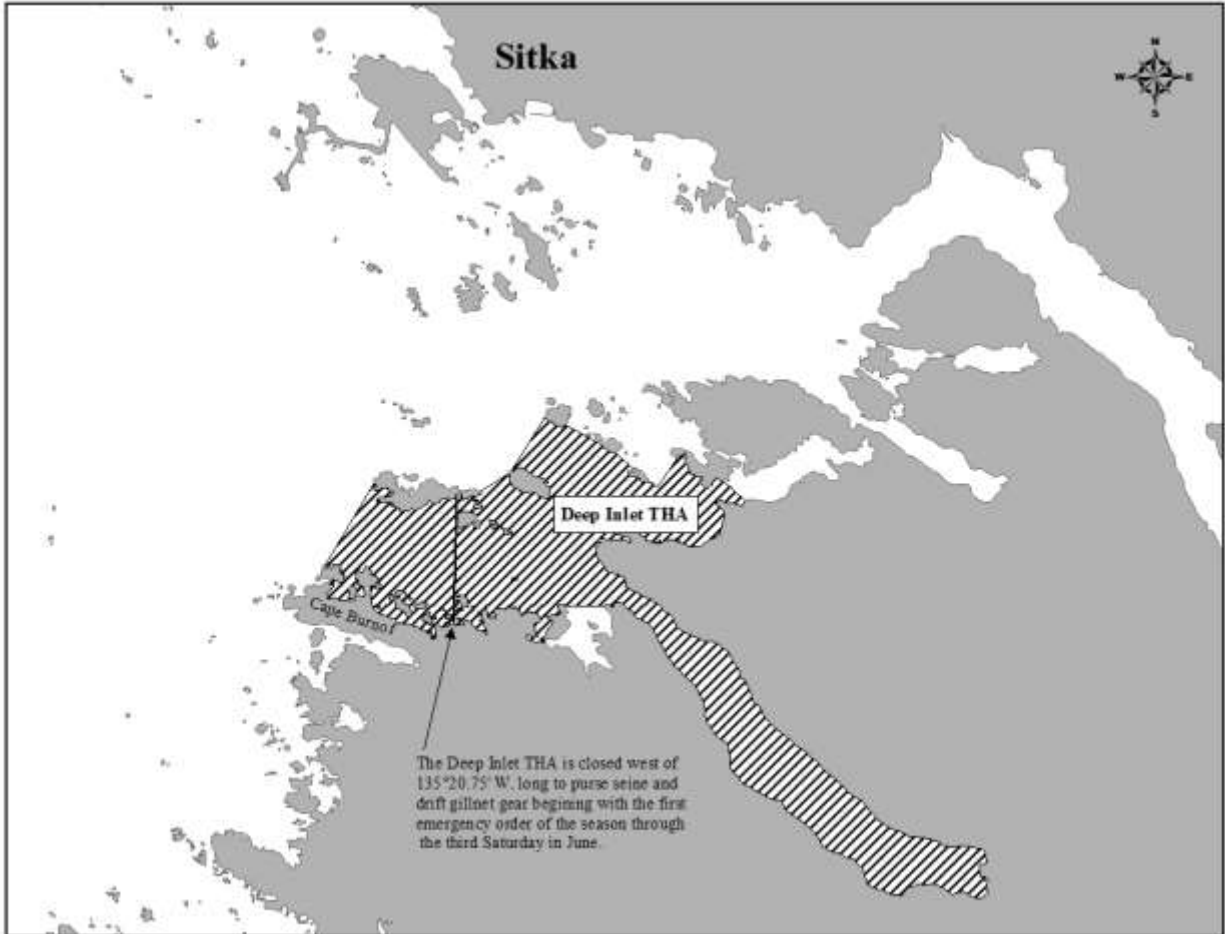 Sitka
N
W E
S
Deep Inlet THA
Cape Burnof
The Deep Inlet THA is closed west of
135°20.75' W. long to purse seine and
drift gillnet gear begining with the first
emergency order of the season through
the third Saturday in June.